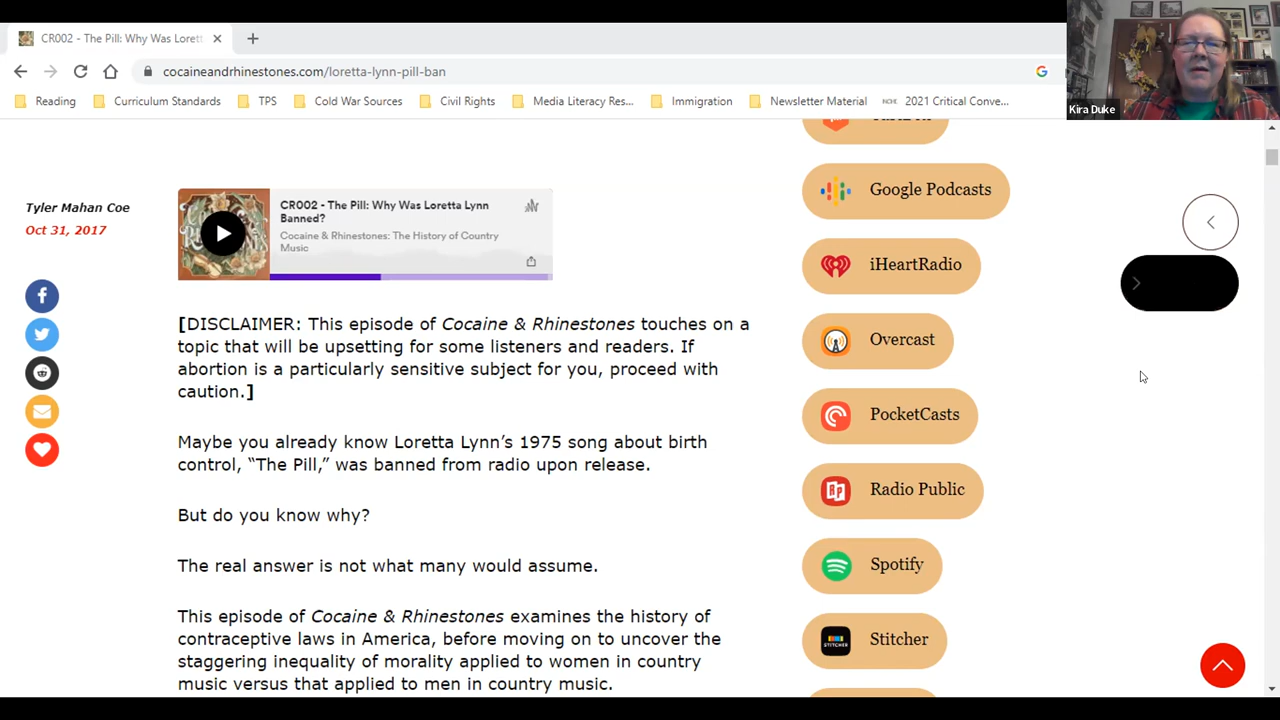 CR002 - The Pill: Why Was Lorett
cocaineandrhinestones.com/loretta-lynn-pill-ban
Reading
Curriculum Standards
TPS
Cold War Sources
Civil Rights
Media Literacy Res...
Immigration
Newsletter Material
2021 Critical Conve...
Kira Duke
Tyler Mahan Coe
Oct 31, 2017
CR002 - The Pill: Why Was Loretta Lynn
Banned?
Cocaine & Rhinestones: The History of Country
Music
[DISCLAIMER: This episode of Cocaine & Rhinestones touches on a
topic that will be upsetting for some listeners and readers. If
abortion is a particularly sensitive subject for you, proceed with
caution.]
Maybe you already know Loretta Lynn’s 1975 song about birth
control, “The Pill,” was banned from radio upon release.
But do you know why?
The real answer is not what many would assume.
This episode of Cocaine & Rhinestones examines the history of
contraceptive laws in America, before moving on to uncover the
staggering inequality of morality applied to women in country
music versus that applied to men in country music.
Google Podcasts
iHeartRadio
Overcast
PocketCasts
Radio Public
Spotify
STITCHER
Stitcher